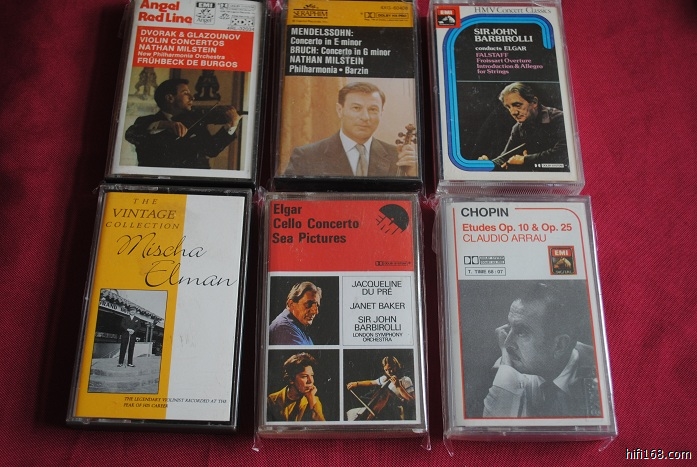 Angel
Red Line
EMI
DVORAK & GLAZOUNOV
VIOLIN CONCERTOS
NATHAN MILSTEIN
New Philharmonia Orchestra
FRÜHBECK DE BURGOS
SERAPHIM
MENDELSSOHN:
Concerto in E minor
BRUCH: Concerto in G minor
NATHAN MILSTEIN
Philharmonia • Barzin
HMV Concert Classics
SIR JOHN
BARBIROLLI
conducts ELGAR
FALSTAFF
Froissart Overture
Introduction & Allegro
for Strings
THE
VINTAGE
COLLECTION
Mischa
Elman
THE LEGENDARY VIOLINIST RECORDED AT THE
PEAK OF HIS CAREER
Elgar
Cello Concerto
Sea Pictures
JACQUELINE
DU PRÉ
JANET BAKER
SIR JOHN
BARBIROLLI
LONDON SYMPHONY
ORCHESTRA
CHOPIN
Etudes Op. 10 & Op. 25
CLAUDIO ARRAU
EMI
T. TIME 68:07
hifi168.com